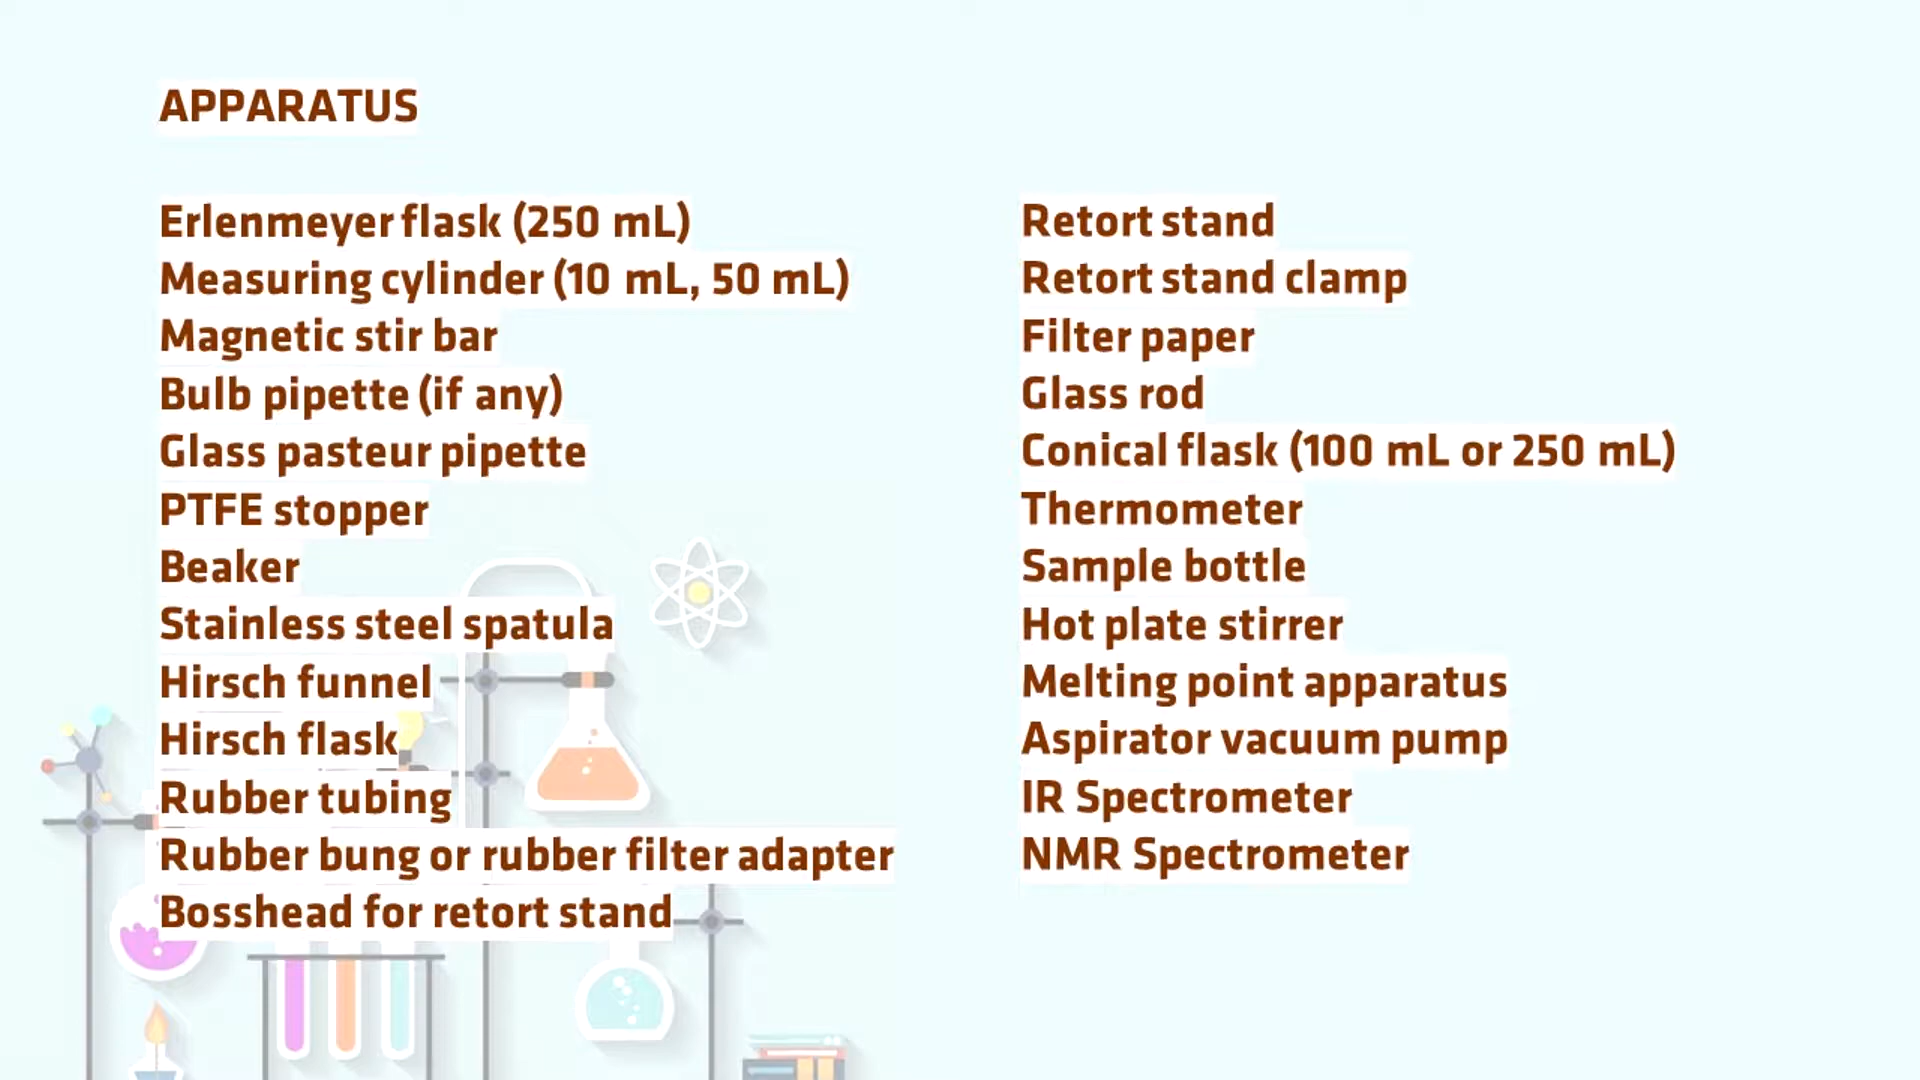 APPARATUS
Erlenmeyer flask (250 mL)
Measuring cylinder (10 mL, 50 mL)
Magnetic stir bar
Bulb pipette (if any)
Glass pasteur pipette
PTFE stopper
Beaker
Stainless steel spatula
Hirsch funnel
Hirsch flask
Rubber tubing
Rubber bung or rubber filter adapter
Bosshead for retort stand
Retort stand
Retort stand clamp
Filter paper
Glass rod
Conical flask (100 mL or 250 mL)
Thermometer
Sample bottle
Hot plate stirrer
Melting point apparatus
Aspirator vacuum pump
IR Spectrometer
NMR Spectrometer